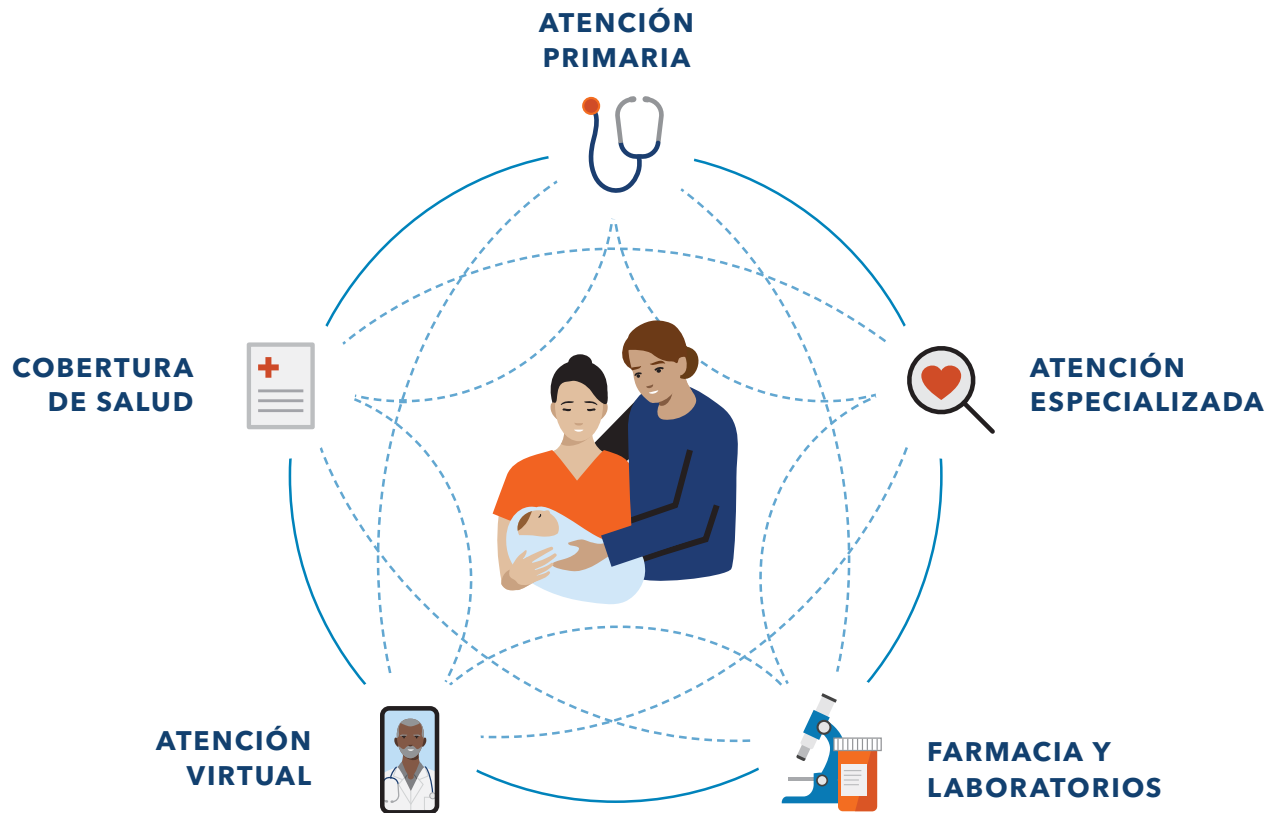 ATENCIÓN
PRIMARIA
COBERTURA
DE SALUD
ATENCIÓN
ESPECIALIZADA
ATENCIÓN
VIRTUAL
FARMACIA Y
LABORATORIOS